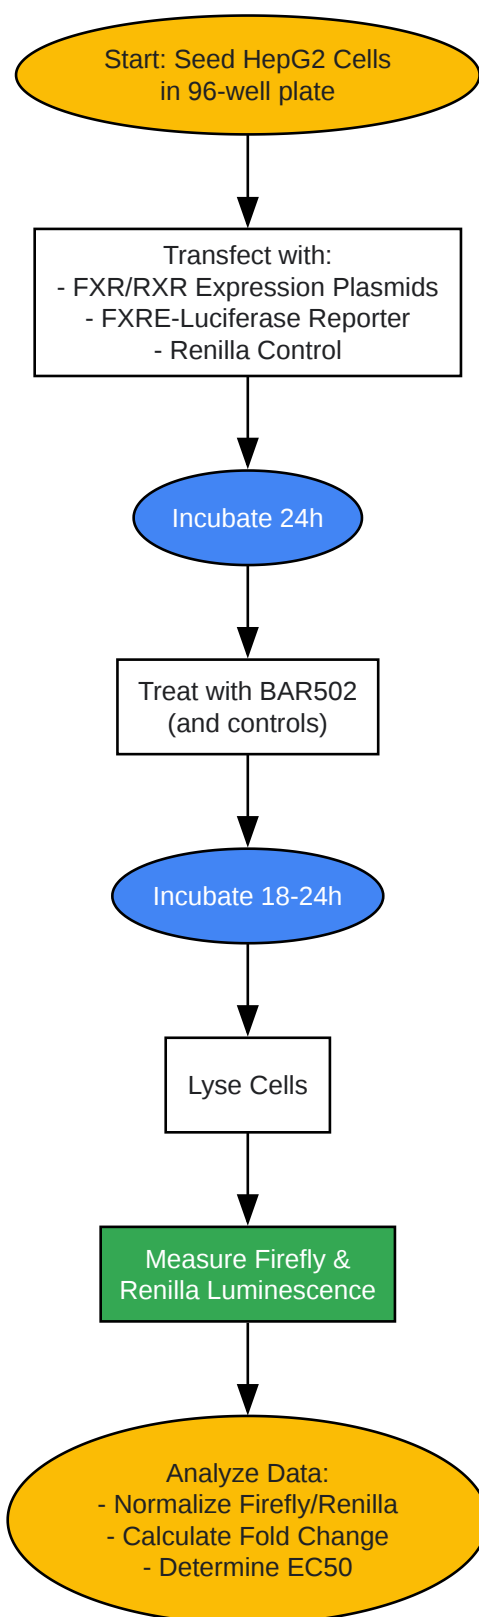 Start: Seed HepG2 Cells
in 96-well plate
Transfect with:
- FXR/RXR Expression Plasmids
- FXRE-Luciferase Reporter
- Renilla Control
Incubate 24h
Treat with BAR502
(and controls)
Incubate 18-24h
Lyse Cells
Measure Firefly &
Renilla Luminescence
Analyze Data:
- Normalize Firefly/Renilla
- Calculate Fold Change
- Determine EC50